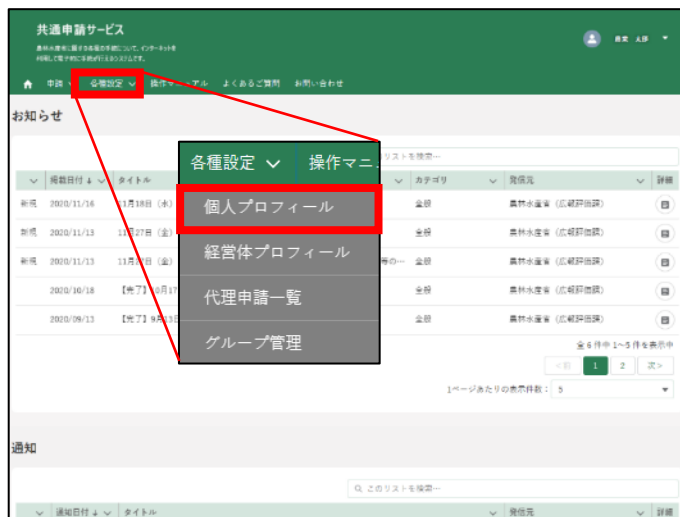 共通申請サービス
農林水産省に関する各種の手続について、インターネットを
利用して電子的に手続が行えるシステムです。
農業 太郎
申請
各種設定
操作マニュアル
よくあるご質問
お問い合わせ
お知らせ
このリストを検索…
掲載日付 ↓ タイトル カテゴリ 発信元 詳細
新規 2020/11/16 11月18日（水） 全般 農林水産省（広報評価課）
新規 2020/11/13 11月27日（金） 全般 農林水産省（広報評価課）
新規 2020/11/13 （金） 等の… 全般 農林水産省（広報評価課）
2020/10/18 【完了】10月17 全般 農林水産省（広報評価課）
2020/09/13 【完了】9月13日 全般 農林水産省（広報評価課）
各種設定 操作マニュ
個人プロフィール
経営体プロフィール
代理申請一覧
グループ管理
全 6 件中 1～5 件を表示中
<前 1 2 次>
1ページあたりの表示件数： 5
通知
このリストを検索…
通知日付 ↓ タイトル 発信元 詳細